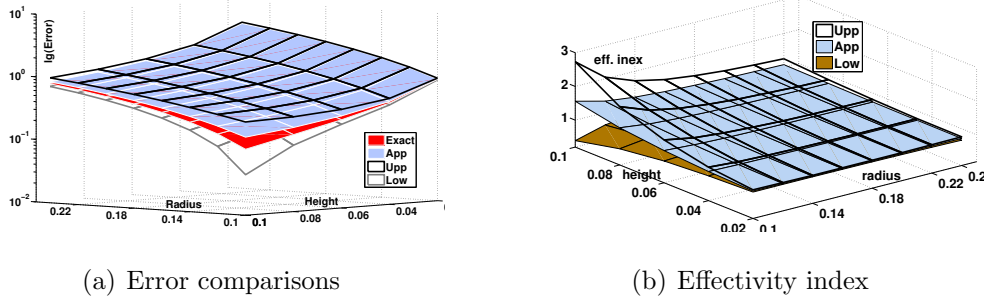 10^1
10^0
10^-1
10^-2
lg(Error)
Exact
App
Upp
Low
0.22
0.18
0.14
0.1
Radius
0.1
0.08
0.06
0.04
Height
(a) Error comparisons
3
2
1
eff. inex
Upp
App
Low
0.1
0.08
0.06
0.04
0.02
height
0.1
0.14
0.18
0.22
radius
(b) Effectivity index